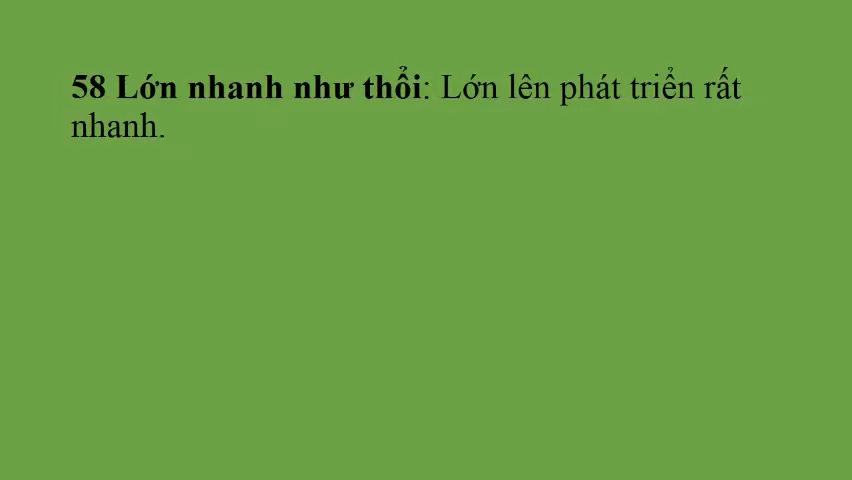 58 Lớn nhanh như thổi: Lớn lên phát triển rất
nhanh.